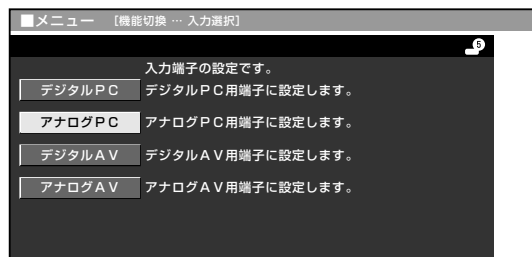 ■メニュー [機能切換 … 入力選択]
5
入力端子の設定です。
デジタルPC デジタルPC用端子に設定します。
アナログPC アナログPC用端子に設定します。
デジタルAV デジタルAV用端子に設定します。
アナログAV アナログAV用端子に設定します。